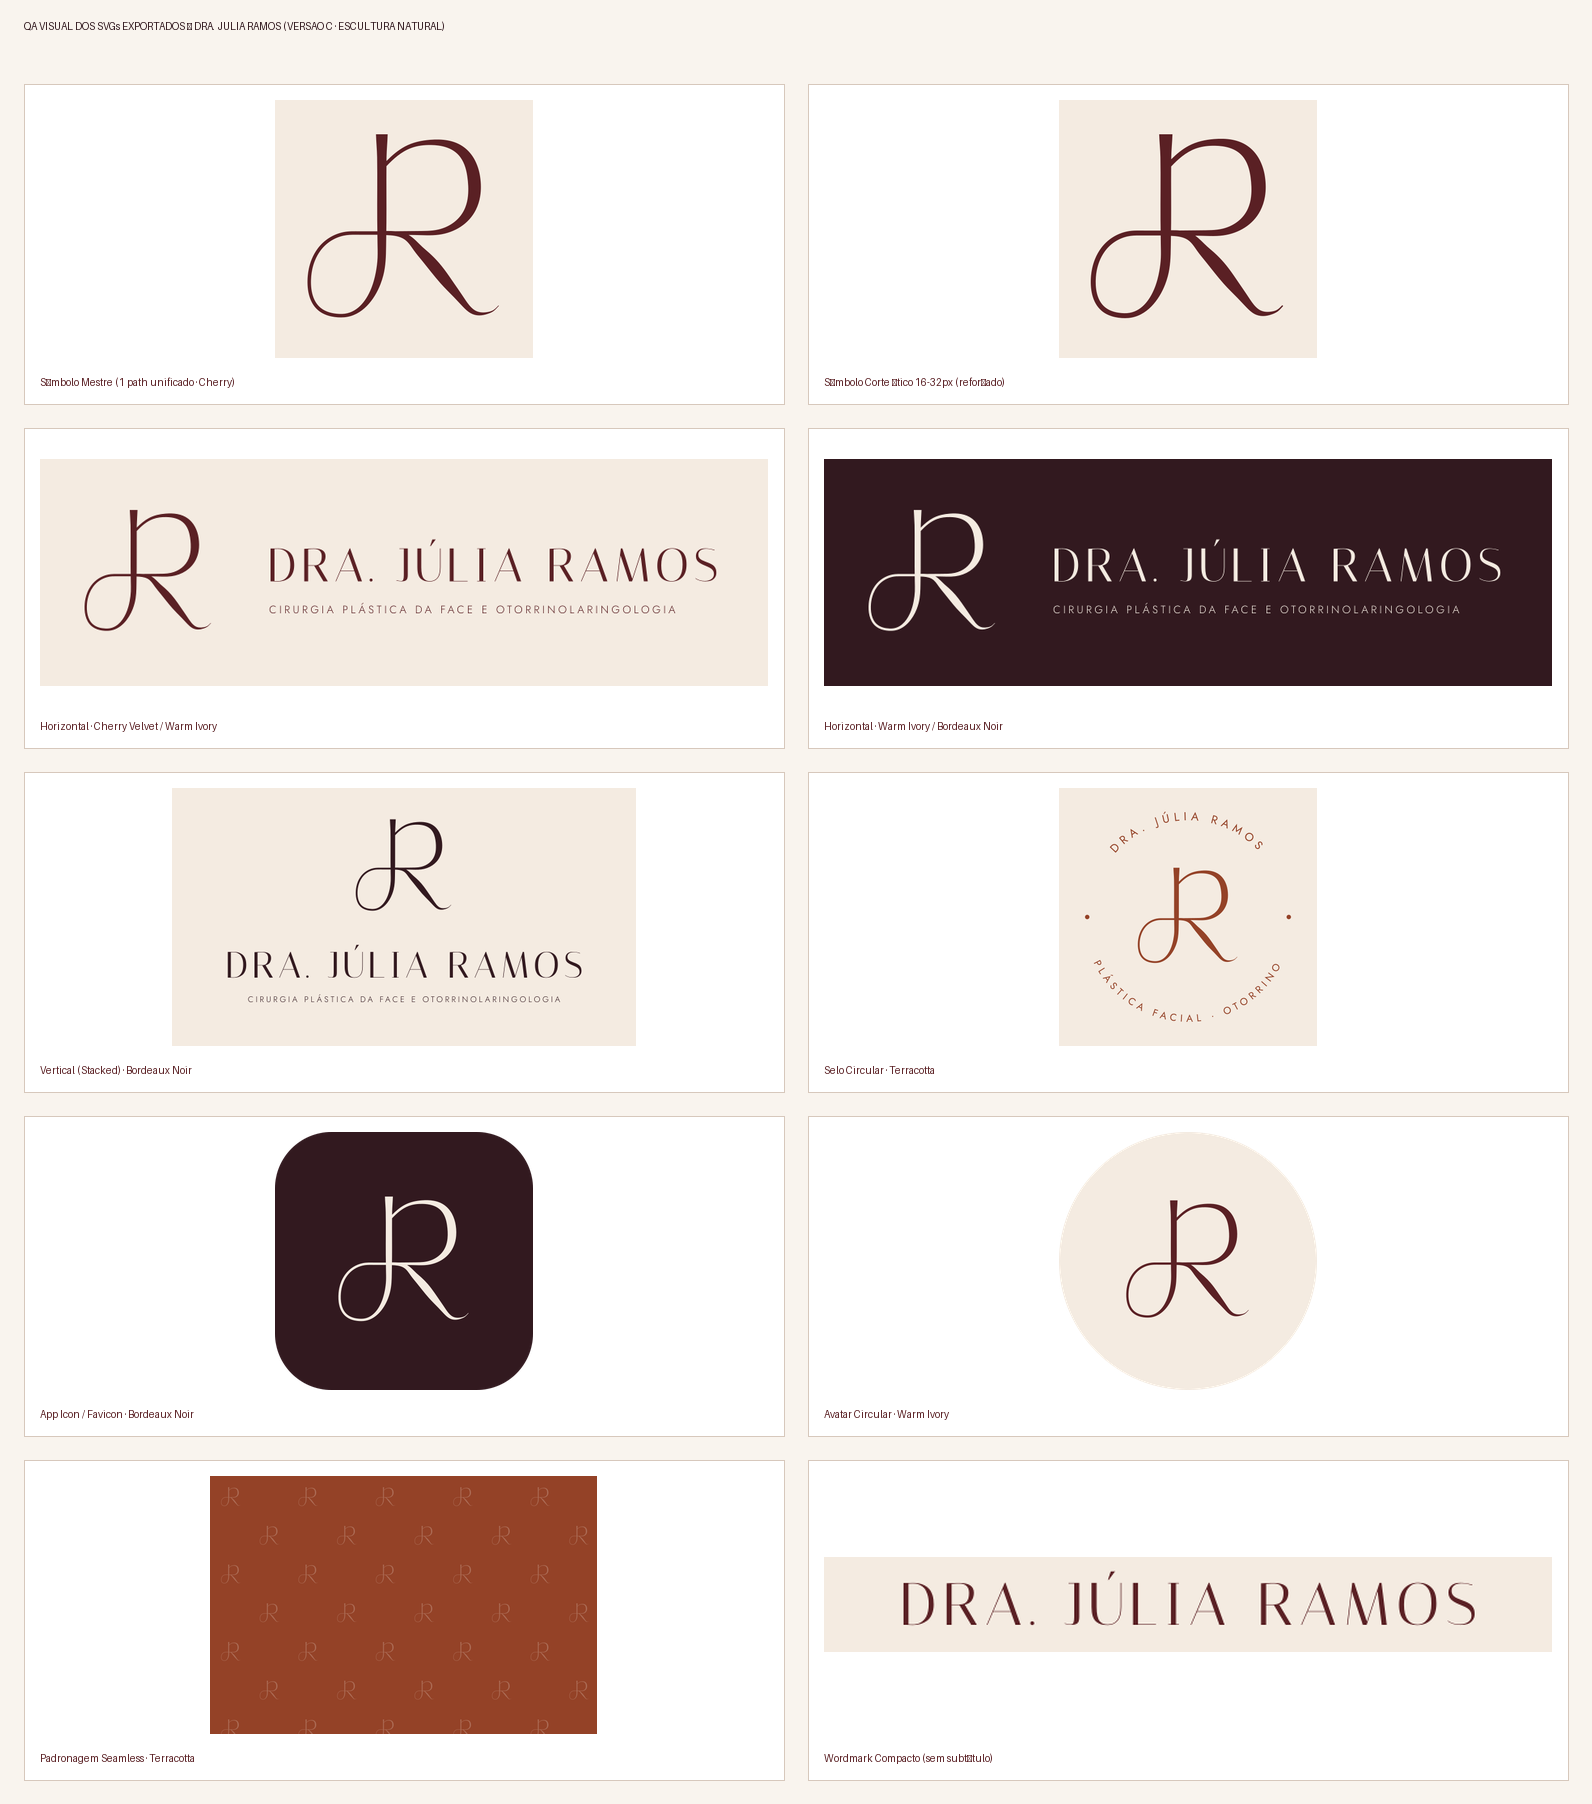 QA VISUAL DOS SVGs EXPORTADOS ▯ DRA. JULIA RAMOS (VERSAO C · ESCULTURA NATURAL)
R
R
S▯mbolo Mestre (1 path unificado · Cherry)
S▯mbolo Corte ▯tico 16-32px (refor▯ado)
R
DRA. JÚLIA RAMOS
CIRURGIA PLÁSTICA DA FACE E OTORRINOLARINGOLOGIA
R
DRA. JÚLIA RAMOS
CIRURGIA PLÁSTICA DA FACE E OTORRINOLARINGOLOGIA
Horizontal · Cherry Velvet / Warm Ivory
Horizontal · Warm Ivory / Bordeaux Noir
R
DRA. JÚLIA RAMOS
CIRURGIA PLÁSTICA DA FACE E OTORRINOLARINGOLOGIA
DRA. JÚLIA RAMOS
R
PLÁSTICA FACIAL · OTORRINO
Vertical (Stacked) · Bordeaux Noir
Selo Circular · Terracotta
R
R
App Icon / Favicon · Bordeaux Noir
Avatar Circular · Warm Ivory
DRA. JÚLIA RAMOS
Padronagem Seamless · Terracotta
Wordmark Compacto (sem subt▯tulo)